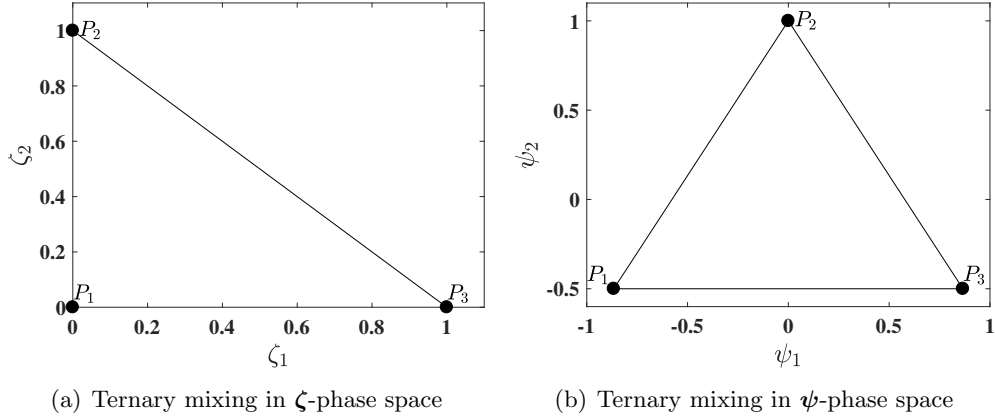 1
0.8
0.6
0.4
0.2
0
P₂
P₁
P₃
ζ₂
0 0.2 0.4 0.6 0.8 1
ζ₁
(a) Ternary mixing in ζ-phase space
1
0.5
0
-0.5
P₂
P₁
P₃
ψ₂
-1 -0.5 0 0.5 1
ψ₁
(b) Ternary mixing in ψ-phase space